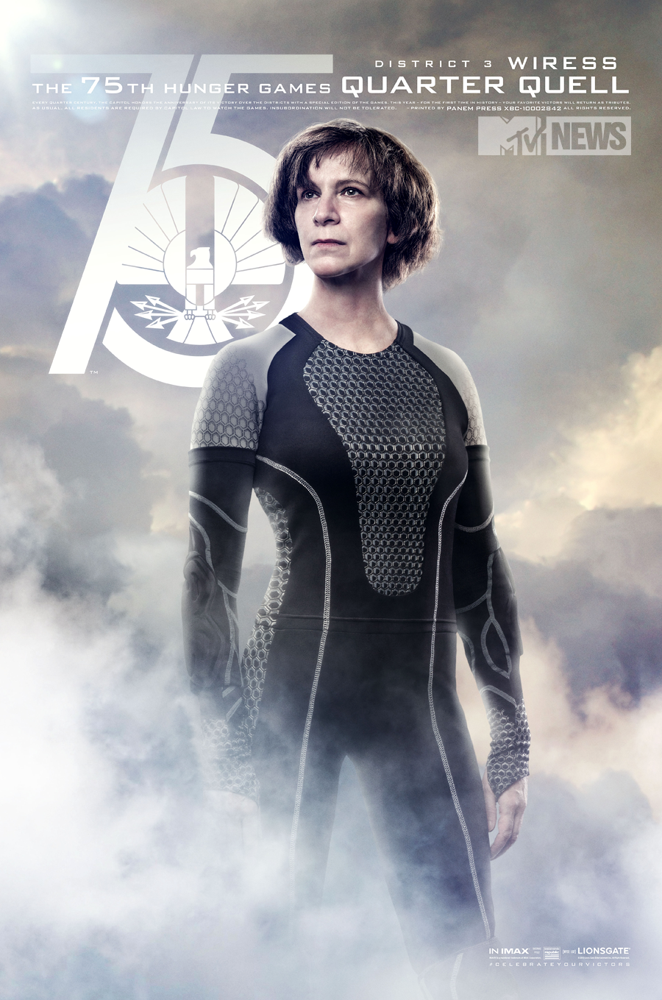 DISTRICT 3 WIRESS
THE 75TH HUNGER GAMES QUARTER QUELL
EVERY QUARTER CENTURY, THE CAPITOL HONORS THE ANNIVERSARY OF ITS VICTORY OVER THE DISTRICTS WITH A SPECIAL EDITION OF THE GAMES. THIS YEAR - FOR THE FIRST TIME IN HISTORY - YOUR FAVORITE VICTORS WILL RETURN AS TRIBUTES.
AS USUAL, ALL RESIDENTS ARE REQUIRED BY CAPITOL LAW TO WATCH THE GAMES. INSUBORDINATION WILL NOT BE TOLERATED. - PRINTED BY PANEM PRESS XBC-10002842 ALL RIGHTS RESERVED.
MTV NEWS
75
TM
IN IMAX LIONSGATE
#CELEBRATEYOURVICTORS